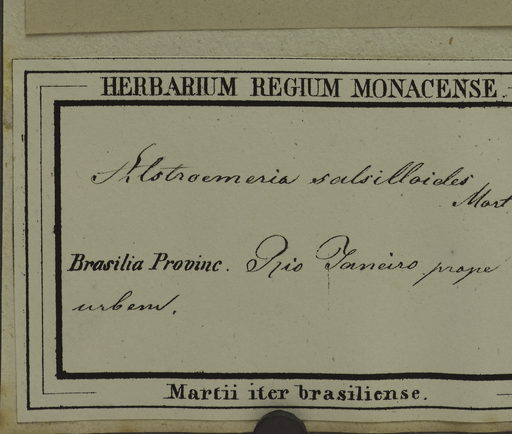 HERBARIUM REGIUM MONACENSE.
Alstroemeria salsilloides
Mart
Brasilia Provinc. Rio Janeiro prope
urbem.
Martii iter brasiliense.